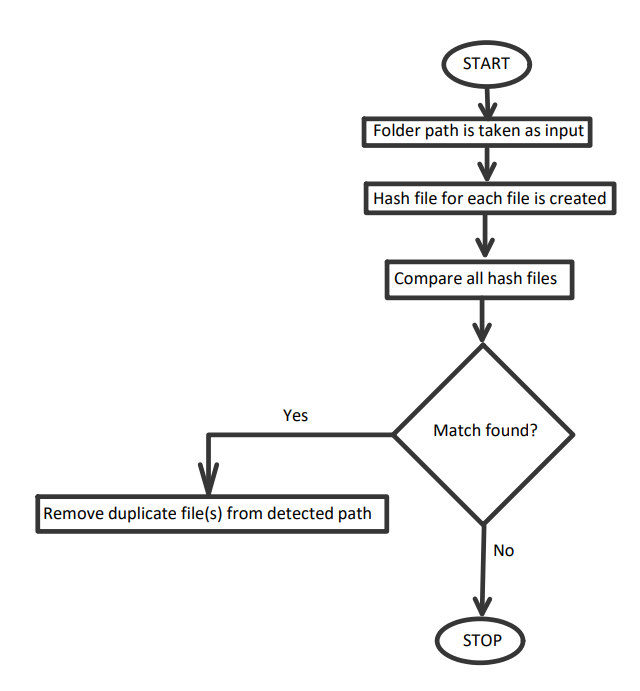 START
Folder path is taken as input
Hash file for each file is created
Compare all hash files
Match found?
Yes
Remove duplicate file(s) from detected path
No
STOP